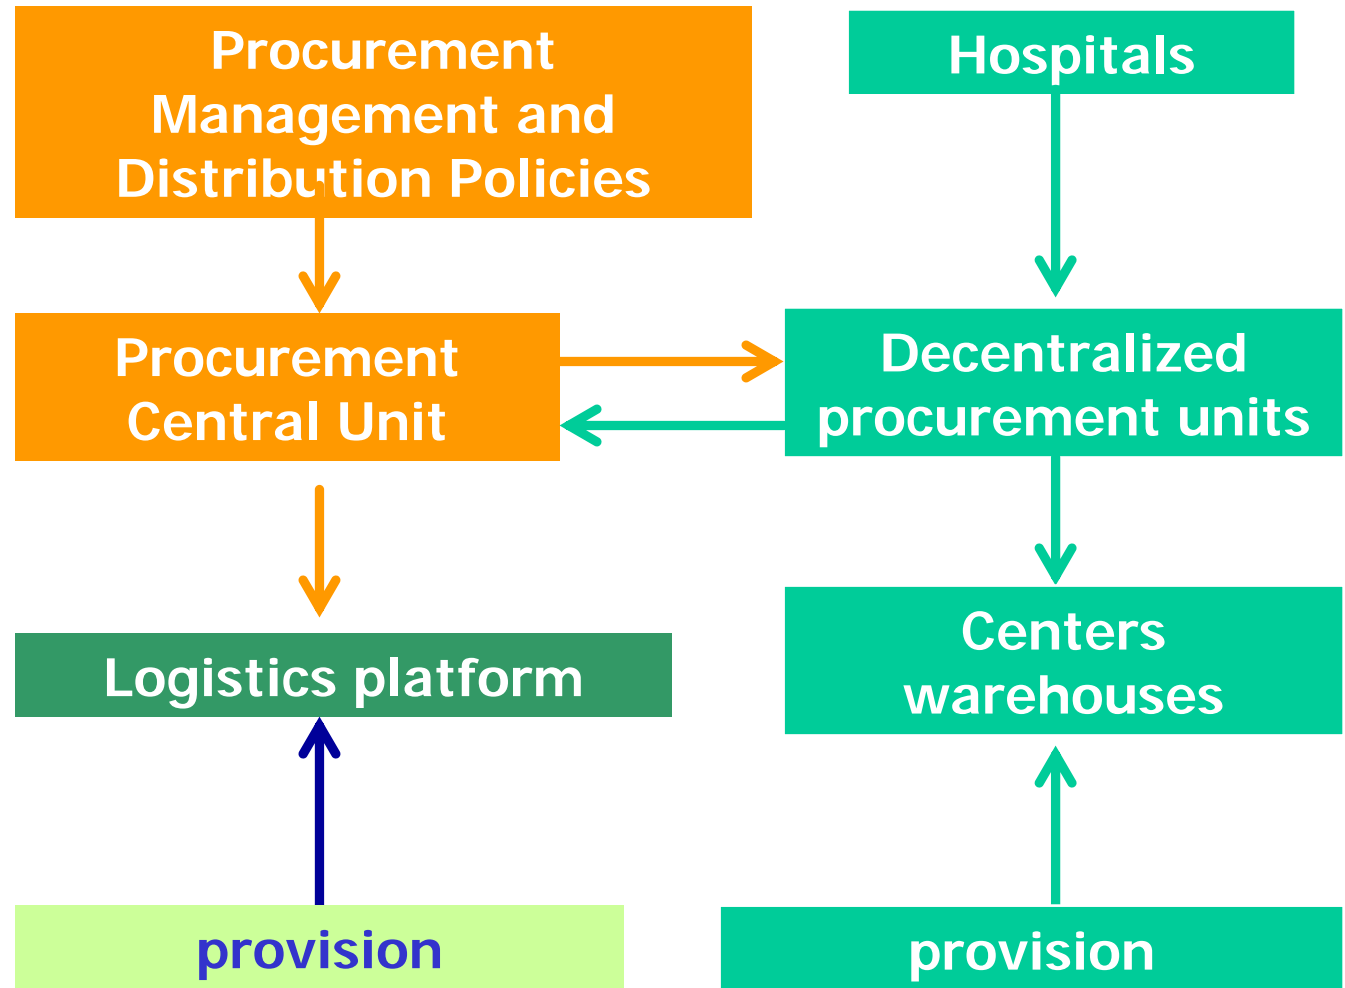 Procurement
Management and
Distribution Policies
Hospitals
Procurement
Central Unit
Decentralized
procurement units
Logistics platform
Centers
warehouses
provision
provision